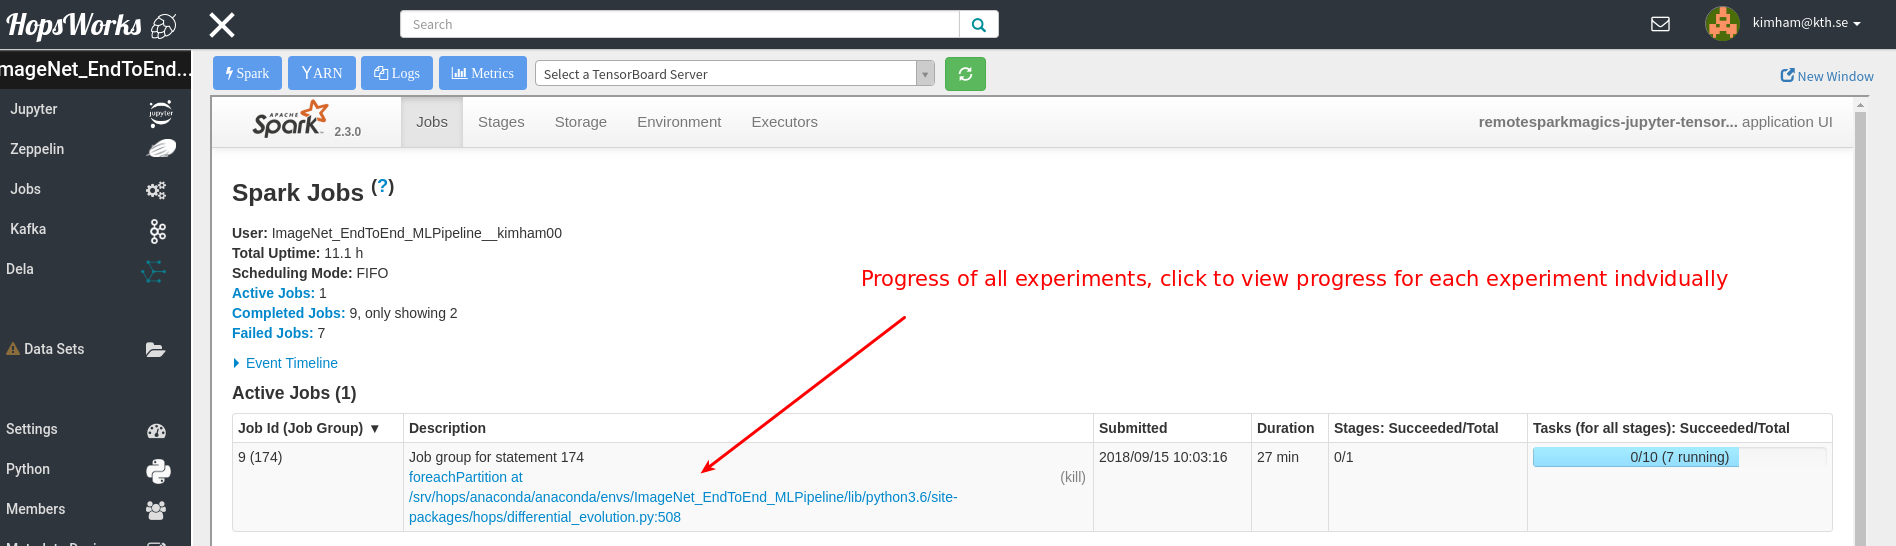 HopsWorks
Search
kimham@kth.se
mageNet_EndToEnd...
Spark
YARN
Logs
Metrics
Select a TensorBoard Server
New Window
Jupyter
jupyter
Zeppelin
Jobs
Kafka
Dela
Data Sets
Settings
Python
Members
APACHE
Spark 2.3.0
Jobs
Stages
Storage
Environment
Executors
remotesparkmagics-jupyter-tensor... application UI
Spark Jobs (?)
User: ImageNet_EndToEnd_MLPipeline__kimham00
Total Uptime: 11.1 h
Scheduling Mode: FIFO
Active Jobs: 1
Completed Jobs: 9, only showing 2
Failed Jobs: 7
Progress of all experiments, click to view progress for each experiment indvidually
Event Timeline
Active Jobs (1)
Job Id (Job Group) ▼
Description
Submitted
Duration
Stages: Succeeded/Total
Tasks (for all stages): Succeeded/Total
9 (174)
Job group for statement 174
foreachPartition at
/srv/hops/anaconda/anaconda/envs/ImageNet_EndToEnd_MLPipeline/lib/python3.6/site-
packages/hops/differential_evolution.py:508
(kill)
2018/09/15 10:03:16
27 min
0/1
0/10 (7 running)